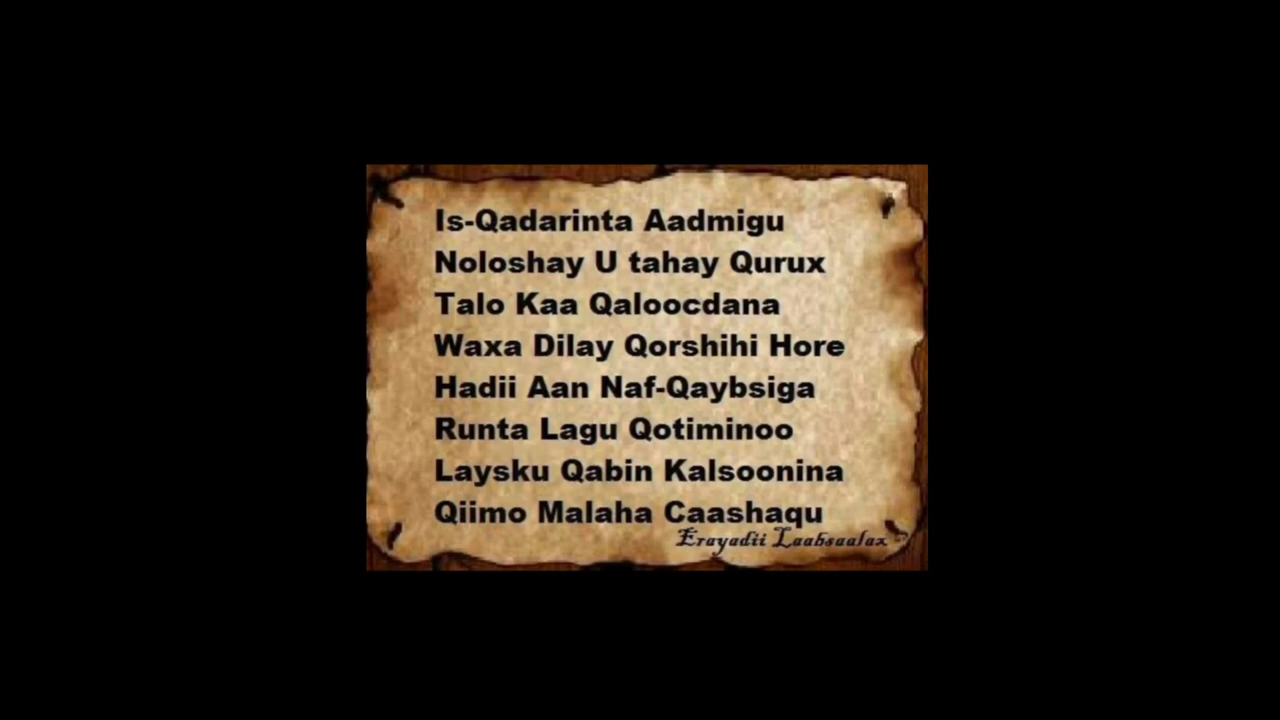 Is-Qadarinta Aadmigu
Noloshay U tahay Qurux
Talo Kaa Qaloocdana
Waxa Dilay Qorshihi Hore
Hadii Aan Naf-Qaybsiga
Runta Lagu Qotiminoo
Laysku Qabin Kalsoonina
Qiimo Malaha Caashaqu
Erayadii Laabsaalax